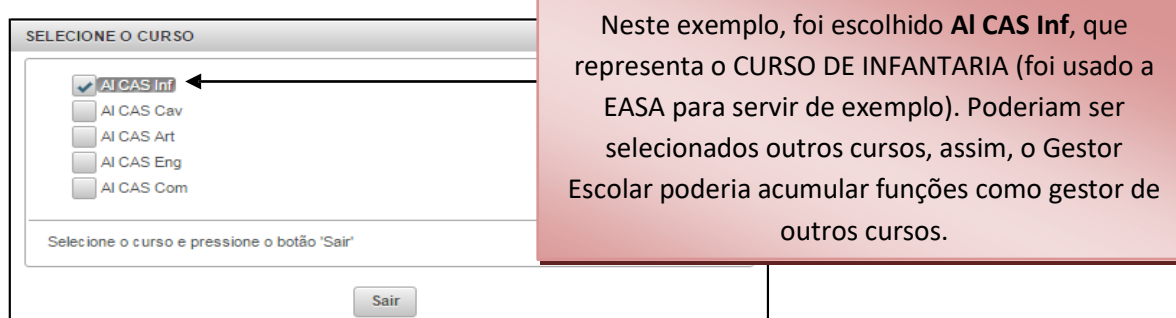 SELECIONE O CURSO
Al CAS Inf
Al CAS Cav
Al CAS Art
Al CAS Eng
Al CAS Com
Selecione o curso e pressione o botão 'Sair'
Sair
Neste exemplo, foi escolhido Al CAS Inf, que
representa o CURSO DE INFANTARIA (foi usado a
EASA para servir de exemplo). Poderiam ser
selecionados outros cursos, assim, o Gestor
Escolar poderia acumular funções como gestor de
outros cursos.